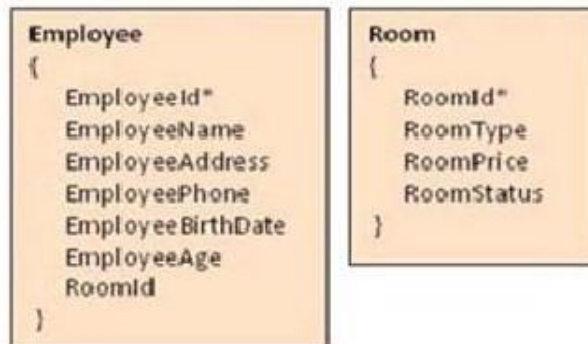 Employee
{
EmployeeId*
EmployeeName
EmployeeAddress
EmployeePhone
EmployeeBirthDate
EmployeeAge
RoomId
}
Room
{
RoomId*
RoomType
RoomPrice
RoomStatus
}